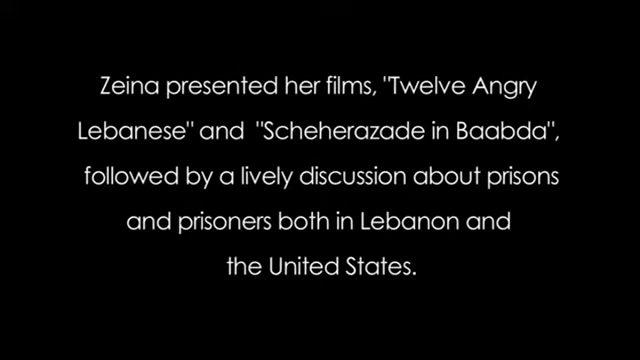 Zeina presented her films, "Twelve Angry
Lebanese" and "Scheherazade in Baabda",
followed by a lively discussion about prisons
and prisoners both in Lebanon and
the United States.